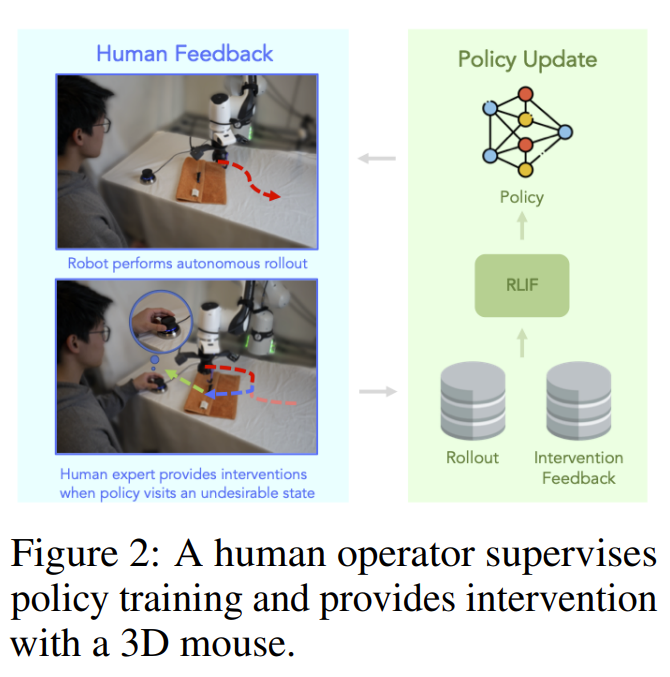 Human Feedback
Robot performs autonomous rollout
Human expert provides interventions
when policy visits an undesirable state
Policy Update
Policy
RLIF
Rollout
Intervention
Feedback
Figure 2: A human operator supervises
policy training and provides intervention
with a 3D mouse.